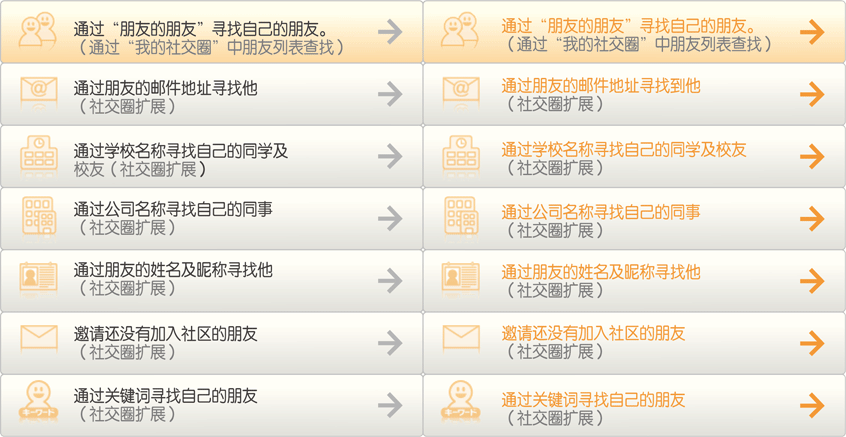 通过“朋友的朋友”寻找自己的朋友。
（通过“我的社交圈”中朋友列表查找）
通过“朋友的朋友”寻找自己的朋友。
（通过“我的社交圈”中朋友列表查找）
@
通过朋友的邮件地址寻找他
（社交圈扩展）
@
通过朋友的邮件地址寻找到他
（社交圈扩展）
通过学校名称寻找自己的同学及
校友（社交圈扩展）
通过学校名称寻找自己的同学及校友
（社交圈扩展）
通过公司名称寻找自己的同事
（社交圈扩展）
通过公司名称寻找自己的同事
（社交圈扩展）
通过朋友的姓名及昵称寻找他
（社交圈扩展）
通过朋友的姓名及昵称寻找他
（社交圈扩展）
邀请还没有加入社区的朋友
（社交圈扩展）
邀请还没有加入社区的朋友
（社交圈扩展）
通过关键词寻找自己的朋友
（社交圈扩展）
キーワード
通过关键词寻找自己的朋友
（社交圈扩展）
キーワード